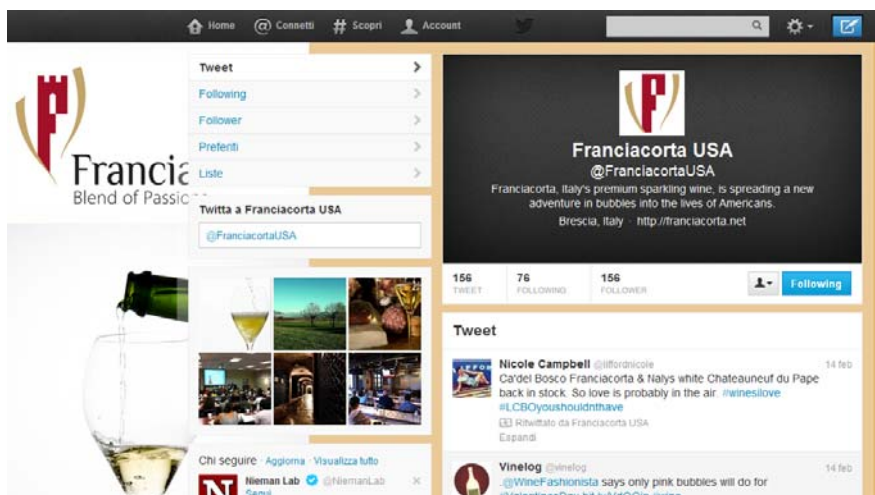 Home @ Connetti # Scopri Account
Francia
Blend of Passion
Tweet
Following
Follower
Preferiti
Liste
Twitta a Franciacorta USA
@FranciacortaUSA
Chi seguire · Aggiorna · Visualizza tutto
Nieman Lab @NiemanLab
Segui
Franciacorta USA
@FranciacortaUSA
Franciacorta, Italy's premium sparkling wine, is spreading a new
adventure in bubbles into the lives of Americans.
Brescia, Italy · http://franciacorta.net
156 76 156
TWEET FOLLOWING FOLLOWER
Following
Tweet
Nicole Campbell @liffordnicole 14 feb
Ca'del Bosco Franciacorta & Nalys white Chateauneuf du Pape
back in stock. So love is probably in the air. #winesilove
#LCBOyoushouldnthave
Ritwittato da Franciacorta USA
Espandi
Vinelog @vinelog 14 feb
.@WineFashionista says only pink bubbles will do for